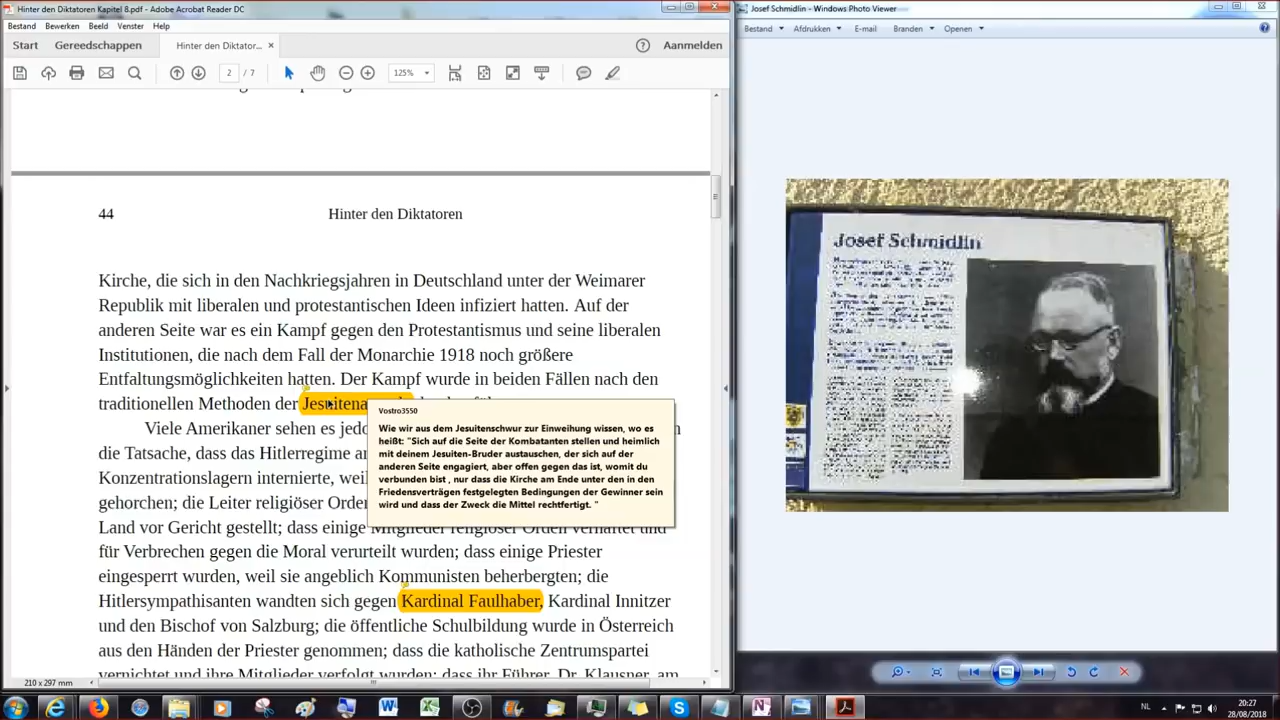 Hinter den Diktatoren Kapitel 8.pdf - Adobe Acrobat Reader DC
Bestand Bewerken Beeld Venster Help
Start Gereedschappen Hinter den Diktator... × Aanmelden
2 / 7 125%
44 Hinter den Diktatoren
Kirche, die sich in den Nachkriegsjahren in Deutschland unter der Weimarer
Republik mit liberalen und protestantischen Ideen infiziert hatten. Auf der
anderen Seite war es ein Kampf gegen den Protestantismus und seine liberalen
Institutionen, die nach dem Fall der Monarchie 1918 noch größere
Entfaltungsmöglichkeiten hatten. Der Kampf wurde in beiden Fällen nach den
traditionellen Methoden der
Viele Amerikaner sehen es
die Tatsache, dass das Hitlerregime
Konzentrationslagern internierte,
gehorchen; die Leiter religiöser
Land vor Gericht gestellt; dass einige Mitglieder religiöser Orden verhaftet und
für Verbrechen gegen die Moral verurteilt wurden; dass einige Priester
eingesperrt wurden, weil sie angeblich Kommunisten beherbergten; die
Hitlersympathisanten wandten sich gegen Kardinal Faulhaber, Kardinal Innitzer
und den Bischof von Salzburg; die öffentliche Schulbildung wurde in Österreich
aus den Händen der Priester genommen; dass die katholische Zentrumspartei
vernichtet und ihre Mitglieder verfolgt wurden; dass ihr Führer, Dr. Klausner, am
Vostro3550
Wie wir aus dem Jesuitenschwur zur Einweihung wissen, wo es
heißt: "Sich auf die Seite der Kombatanten stellen und heimlich
mit deinem Jesuiten-Bruder austauschen, der sich auf der
anderen Seite engagiert, aber offen gegen das ist, womit du
verbunden bist , nur dass die Kirche am Ende unter den in den
Friedensverträgen festgelegten Bedingungen der Gewinner sein
wird und dass der Zweck die Mittel rechtfertigt. "
210 x 297 mm
Josef Schmidlin - Windows Photo Viewer
Bestand Afdrukken E-mail Branden Openen
Josef Schmidlin
NL 20:27
28/08/2018